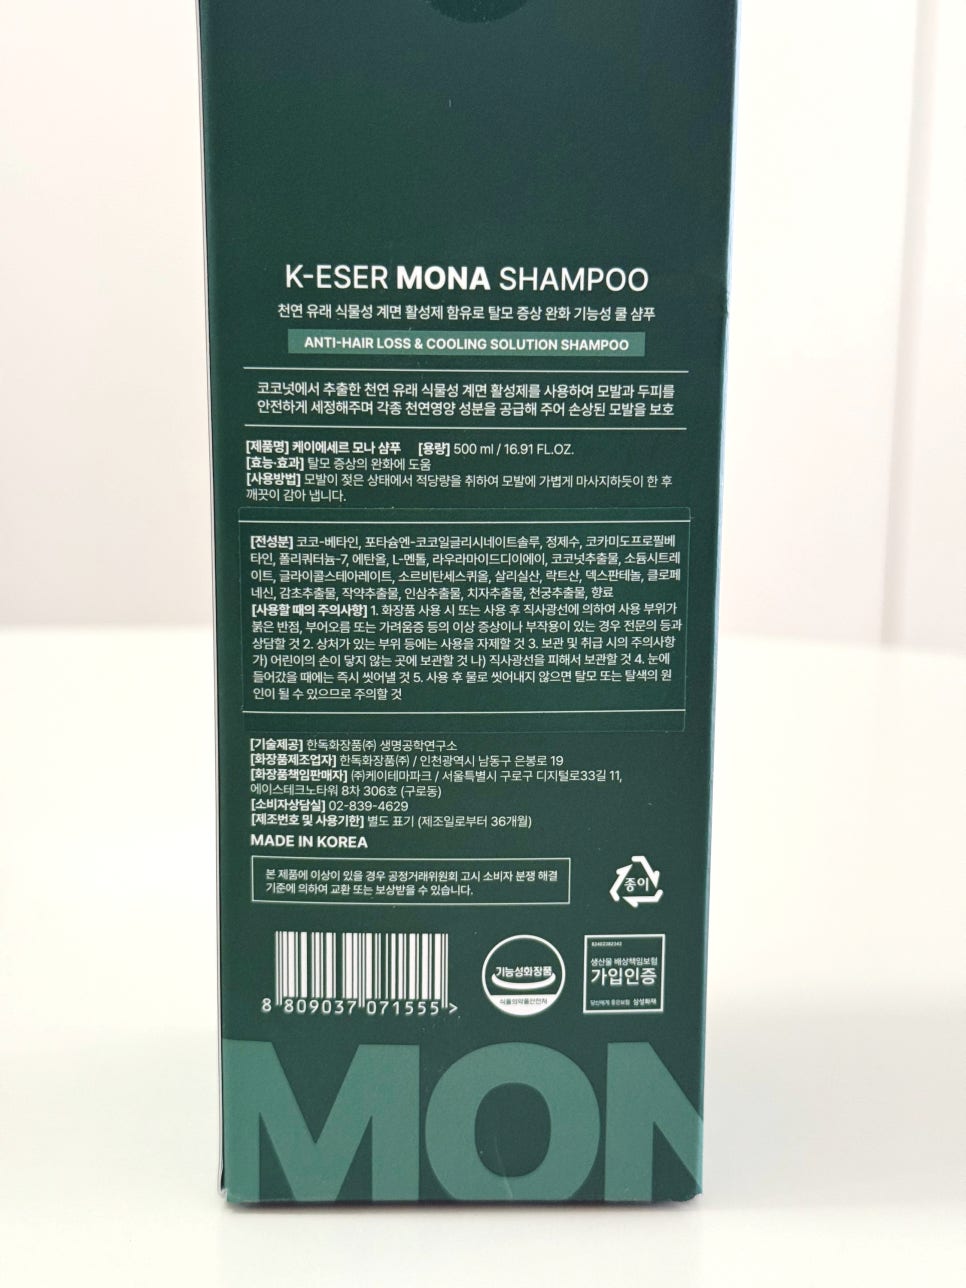 K-ESER MONA SHAMPOO
천연 유래 식물성 계면 활성제 함유로 탈모 증상 완화 기능성 쿨 샴푸
ANTI-HAIR LOSS & COOLING SOLUTION SHAMPOO
코코넛에서 추출한 천연 유래 식물성 계면 활성제를 사용하여 모발과 두피를
안전하게 세정해주며 각종 천연영양 성분을 공급해 주어 손상된 모발을 보호
[제품명] 케이에세르 모나 샴푸 [용량] 500 ml / 16.91 FL.OZ.
[효능·효과] 탈모 증상의 완화에 도움
[사용방법] 모발이 젖은 상태에서 적당량을 취하여 모발에 가볍게 마사지하듯이 한 후
깨끗이 감아 냅니다.
[전성분] 코코-베타인, 포타슘엔-코코일글리시네이트솔루, 정제수, 코카미도프로필베
타인, 폴리쿼터늄-7, 에탄올, L-멘톨, 라우라마이드디이에이, 코코넛추출물, 소듐시트레
이트, 글라이콜스테아레이트, 소르비탄세스퀴올, 살리실산, 락트산, 덱스판테놀, 클로페
네신, 감초추출물, 작약추출물, 인삼추출물, 치자추출물, 천궁추출물, 향료
[사용할 때의 주의사항] 1. 화장품 사용 시 또는 사용 후 직사광선에 의하여 사용 부위가
붉은 반점, 부어오름 또는 가려움증 등의 이상 증상이나 부작용이 있는 경우 전문의 등과
상담할 것 2. 상처가 있는 부위 등에는 사용을 자제할 것 3. 보관 및 취급 시의 주의사항
가) 어린이의 손이 닿지 않는 곳에 보관할 것 나) 직사광선을 피해서 보관할 것 4. 눈에
들어갔을 때에는 즉시 씻어낼 것 5. 사용 후 물로 씻어내지 않으면 탈모 또는 탈색의 원
인이 될 수 있으므로 주의할 것
[기술제공] 한독화장품㈜ 생명공학연구소
[화장품제조업자] 한독화장품㈜ / 인천광역시 남동구 은봉로 19
[화장품책임판매자] ㈜케이테마파크 / 서울특별시 구로구 디지털로33길 11,
에이스테크노타워 8차 306호 (구로동)
[소비자상담실] 02-839-4629
[제조번호 및 사용기한] 별도 표기 (제조일로부터 36개월)
MADE IN KOREA
본 제품에 이상이 있을 경우 공정거래위원회 고시 소비자 분쟁 해결
기준에 의하여 교환 또는 보상받을 수 있습니다.
종이
8 809037 071555 >
기능성화장품
식품의약품안전처
생산물 배상책임보험
가입인증
당신에게 좋은보험 삼성화재
MON